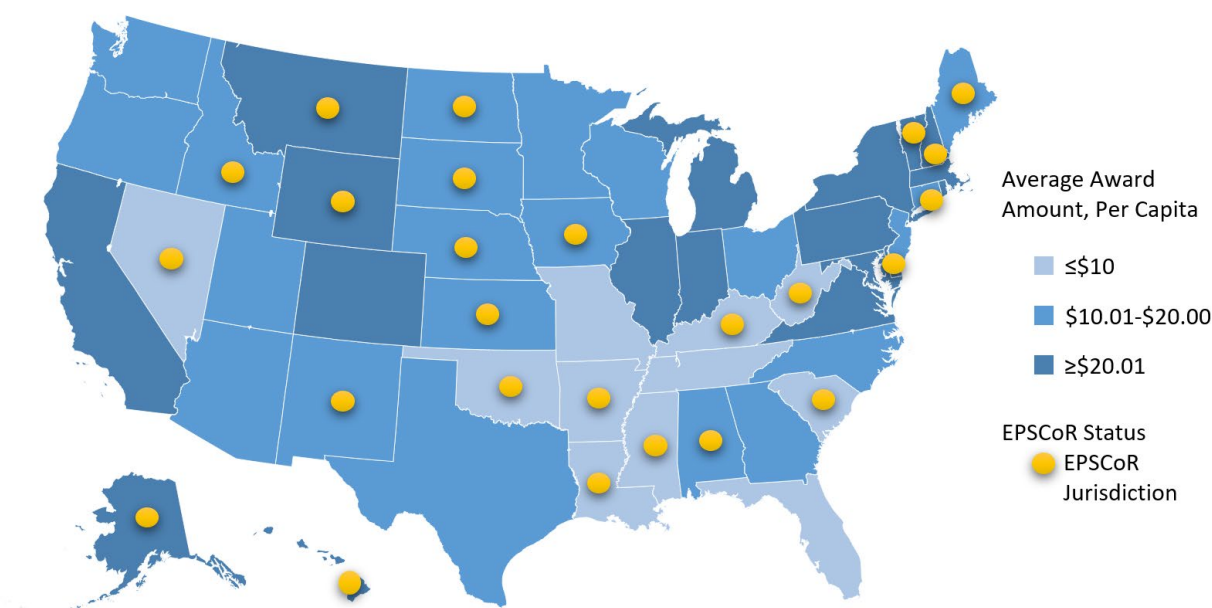 Average Award
Amount, Per Capita
≤$10
$10.01-$20.00
≥$20.01
EPSCoR Status
EPSCoR
Jurisdiction